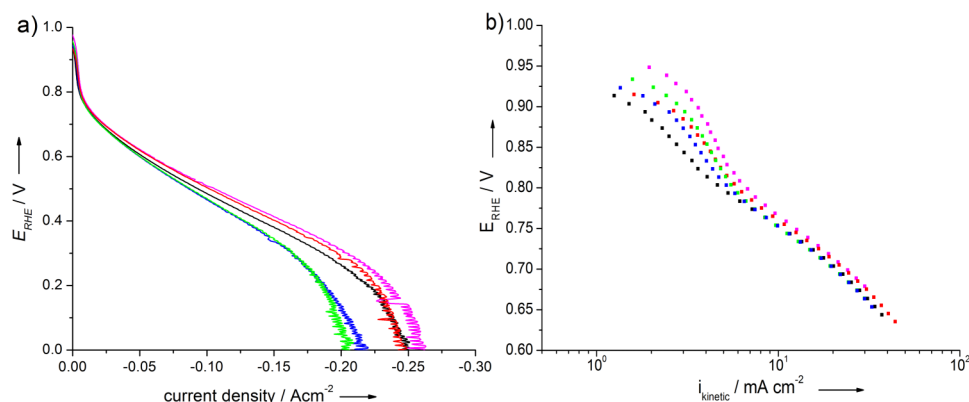 a)
1.0
0.8
0.6
0.4
0.2
0.0
E_RHE / V
0.00 -0.05 -0.10 -0.15 -0.20 -0.25 -0.30
current density / Acm⁻²
b)
1.00
0.95
0.90
0.85
0.80
0.75
0.70
0.65
0.60
E_RHE / V
10⁰ 10¹ 10²
i_kinetic / mA cm⁻²